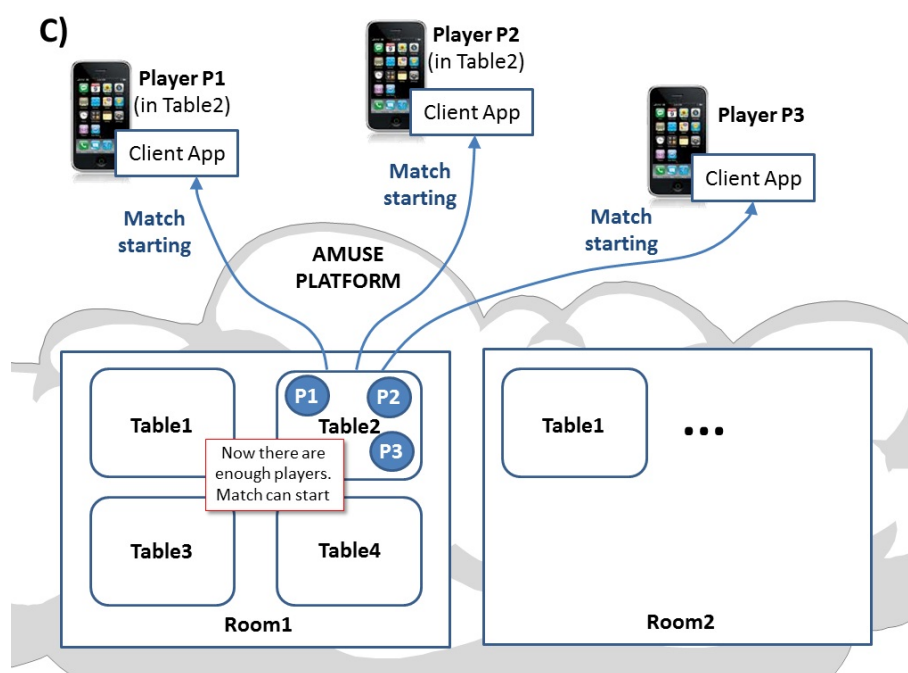 C)
Player P1
(in Table2)
Client App
Player P2
(in Table2)
Client App
Player P3
Client App
Match
starting
Match
starting
Match
starting
AMUSE
PLATFORM
Table1
P1
P2
Table2
P3
Now there are
enough players.
Match can start
Table3
Table4
Room1
Table1
...
Room2